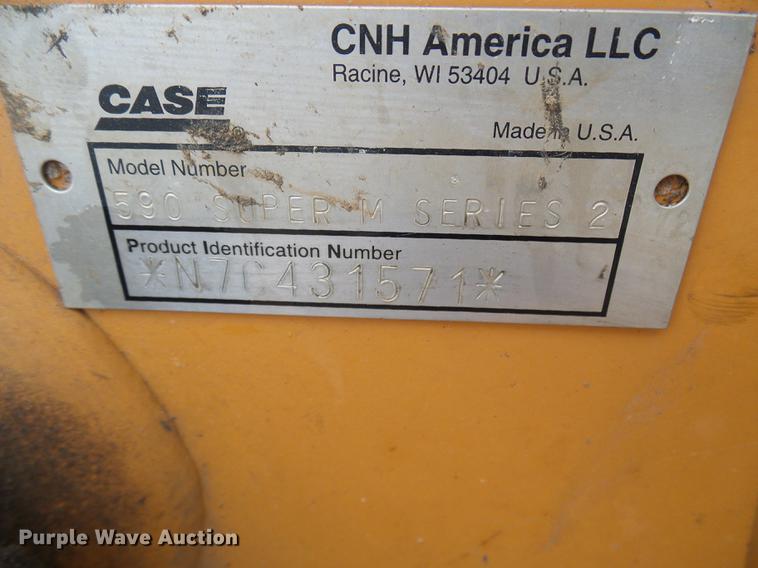 CNH America LLC
Racine, WI 53404 U.S.A.
CASE
®
Made in U.S.A.
Model Number
590 SUPER M SERIES 2
Product Identification Number
*N7C431571*
Purple Wave Auction